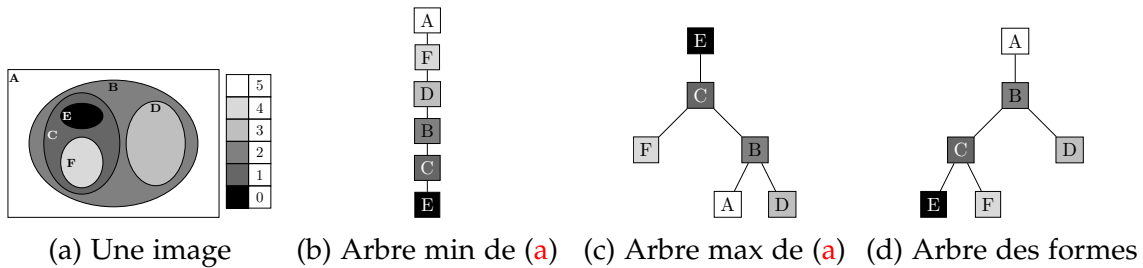 A
B
E
D
C
F
5
4
3
2
1
0
(a) Une image
A
F
D
B
C
E
(b) Arbre min de (a)
E
C
F
B
A
D
(c) Arbre max de (a)
A
B
C
D
E
F
(d) Arbre des formes